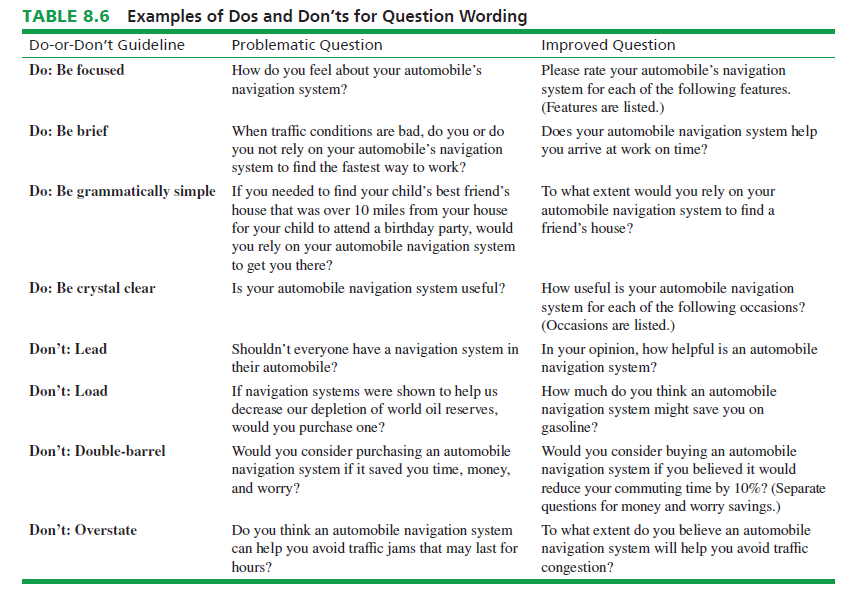 TABLE 8.6 Examples of Dos and Don’ts for Question Wording
Do-or-Don’t Guideline Problematic Question Improved Question
Do: Be focused How do you feel about your automobile’s Please rate your automobile’s navigation
navigation system? system for each of the following features.
(Features are listed.)
Do: Be brief When traffic conditions are bad, do you or do Does your automobile navigation system help
you not rely on your automobile’s navigation you arrive at work on time?
system to find the fastest way to work?
Do: Be grammatically simple If you needed to find your child’s best friend’s To what extent would you rely on your
house that was over 10 miles from your house automobile navigation system to find a
for your child to attend a birthday party, would friend’s house?
you rely on your automobile navigation system
to get you there?
Do: Be crystal clear Is your automobile navigation system useful? How useful is your automobile navigation
system for each of the following occasions?
(Occasions are listed.)
Don’t: Lead Shouldn’t everyone have a navigation system in In your opinion, how helpful is an automobile
their automobile? navigation system?
Don’t: Load If navigation systems were shown to help us How much do you think an automobile
decrease our depletion of world oil reserves, navigation system might save you on
would you purchase one? gasoline?
Don’t: Double-barrel Would you consider purchasing an automobile Would you consider buying an automobile
navigation system if it saved you time, money, navigation system if you believed it would
and worry? reduce your commuting time by 10%? (Separate
questions for money and worry savings.)
Don’t: Overstate Do you think an automobile navigation system To what extent do you believe an automobile
can help you avoid traffic jams that may last for navigation system will help you avoid traffic
hours? congestion?